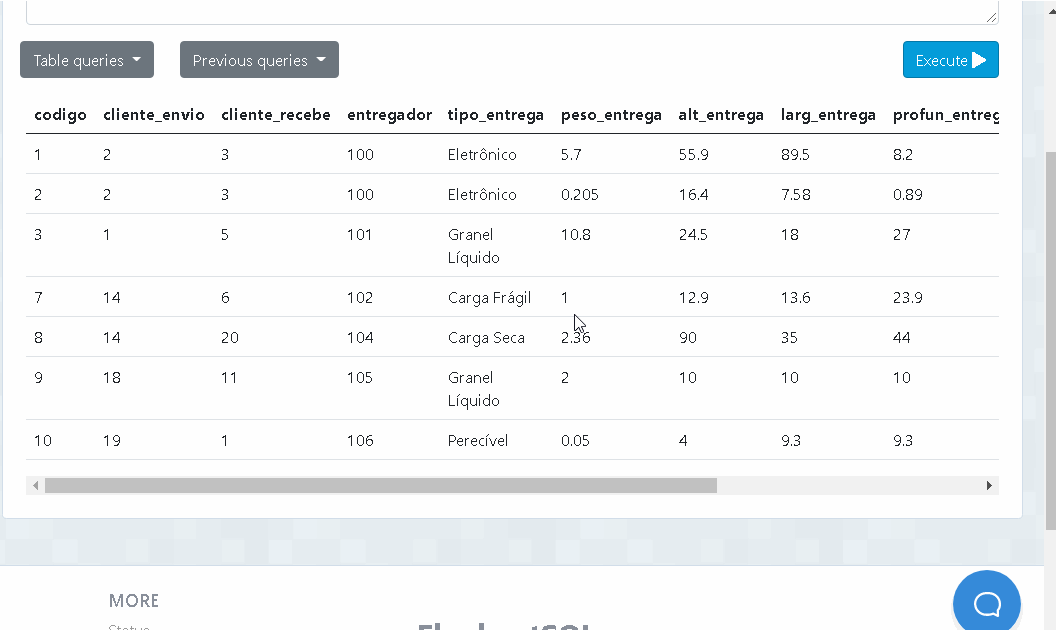 Table queries Previous queries Execute
codigo cliente_envio cliente_recebe entregador tipo_entrega peso_entrega alt_entrega larg_entrega profun_entreg
1 2 3 100 Eletrônico 5.7 55.9 89.5 8.2
2 2 3 100 Eletrônico 0.205 16.4 7.58 0.89
3 1 5 101 Granel 10.8 24.5 18 27
Líquido
7 14 6 102 Carga Frágil 1 12.9 13.6 23.9
8 14 20 104 Carga Seca 2.36 90 35 44
9 18 11 105 Granel 2 10 10 10
Líquido
10 19 1 106 Perecível 0.05 4 9.3 9.3
MORE
Status